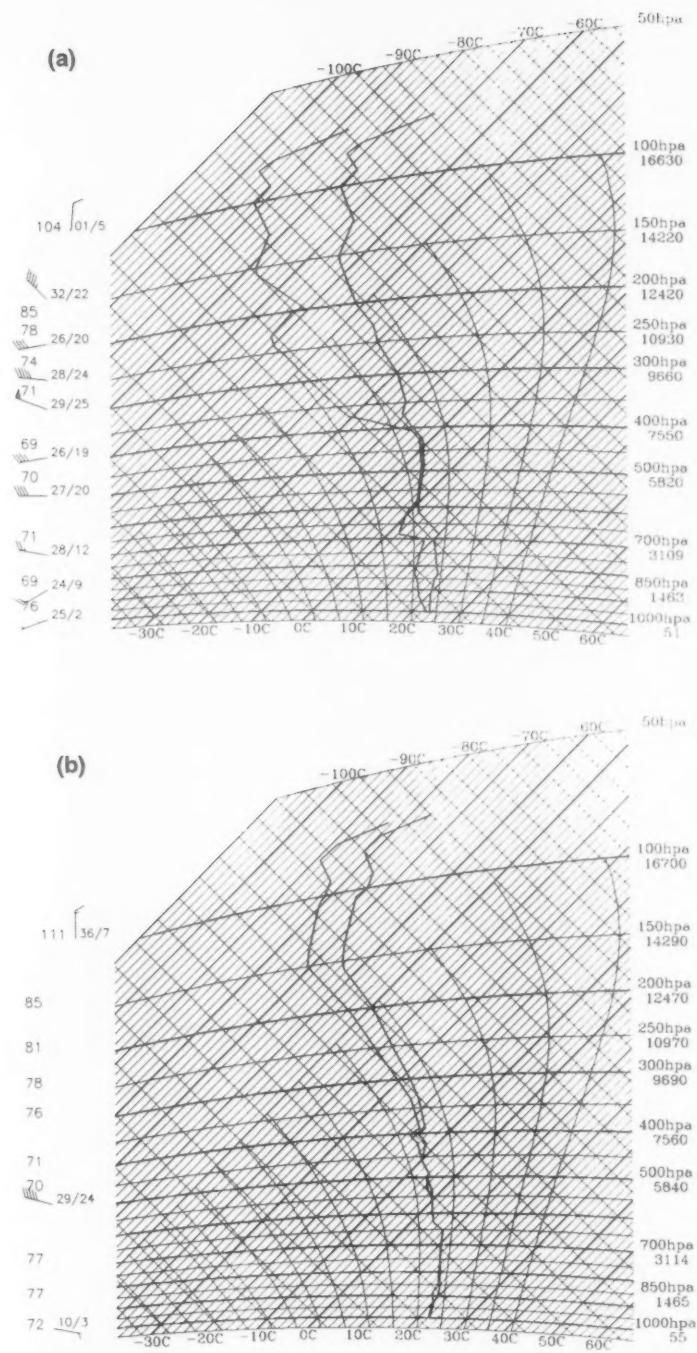 (a)
50hpa
-60C
-70C
-80C
-90C
-100C
100hpa
16630
150hpa
14220
200hpa
12420
250hpa
10930
300hpa
9660
400hpa
7550
500hpa
5820
700hpa
3109
850hpa
1463
1000hpa
51
104 01/5
32/22
85
78
26/20
74
28/24
71
29/25
69
26/19
70
27/20
71
28/12
69
24/9
76
25/2
-30C -20C -10C 0C 10C 20C 30C 40C 50C 60C
(b)
50hpa
60C
-70C
-80C
-90C
-100C
100hpa
16700
150hpa
14290
200hpa
12470
250hpa
10970
300hpa
9690
400hpa
7560
500hpa
5840
700hpa
3114
850hpa
1465
1000hpa
55
111 36/7
85
81
78
76
71
70
29/24
77
77
72 10/3
-30C -20C -10C 0C 10C 20C 30C 40C 50C 60C